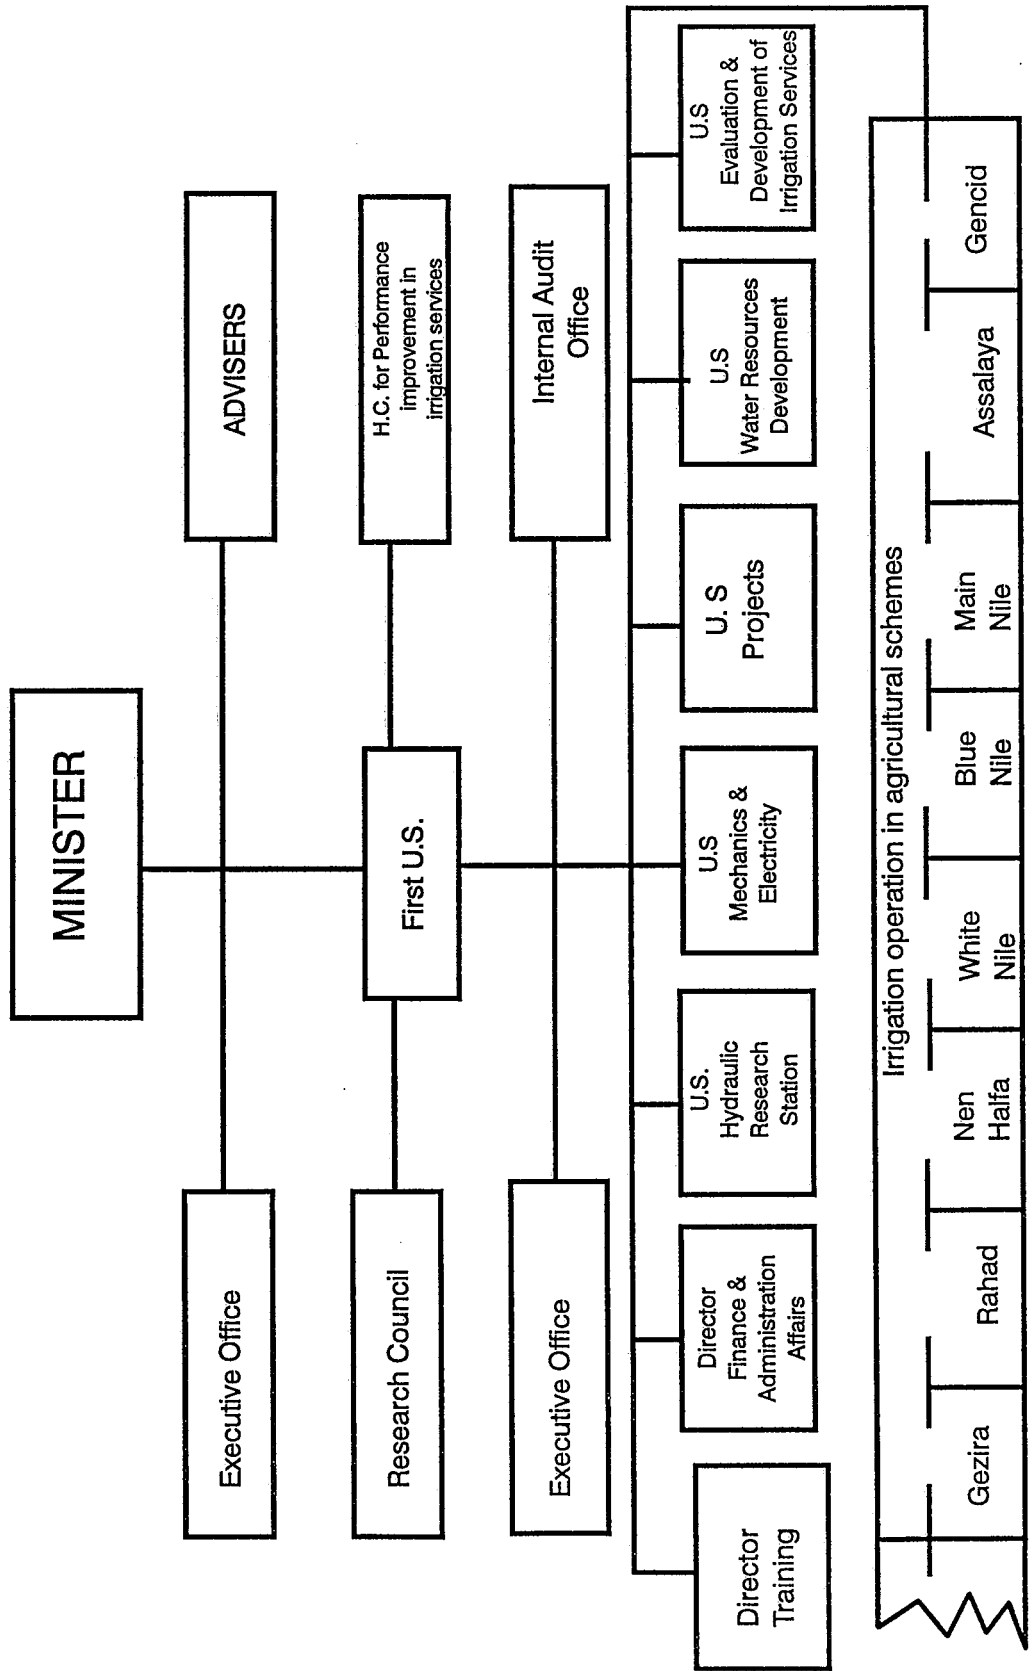 MINISTER
Executive Office
ADVISERS
Research Council
First U.S.
H.C. for Performance
improvement in
irrigation services
Executive Office
Internal Audit
Office
Director
Training
Director
Finance &
Administration
Affairs
U.S.
Hydraulic
Research
Station
U.S
Mechanics &
Electricity
U. S
Projects
U.S
Water Resources
Development
U.S
Evaluation &
Development of
Irrigation Services
Irrigation operation in agricultural schemes
Gezira
Rahad
Nen
Halfa
White
Nile
Blue
Nile
Main
Nile
Assalaya
Gencid